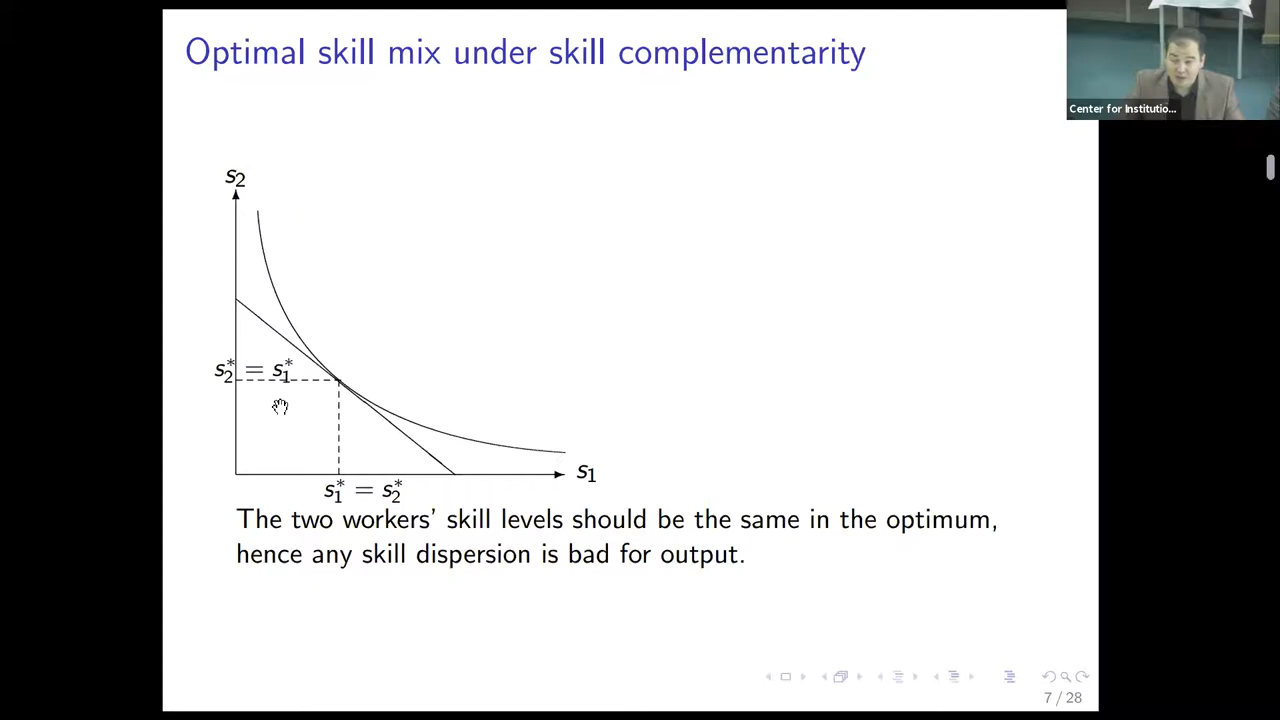 Optimal skill mix under skill complementarity
Center for Institutio...
s₂
s₂* = s₁*
s₁
s₁* = s₂*
The two workers' skill levels should be the same in the optimum,
hence any skill dispersion is bad for output.
7 / 28